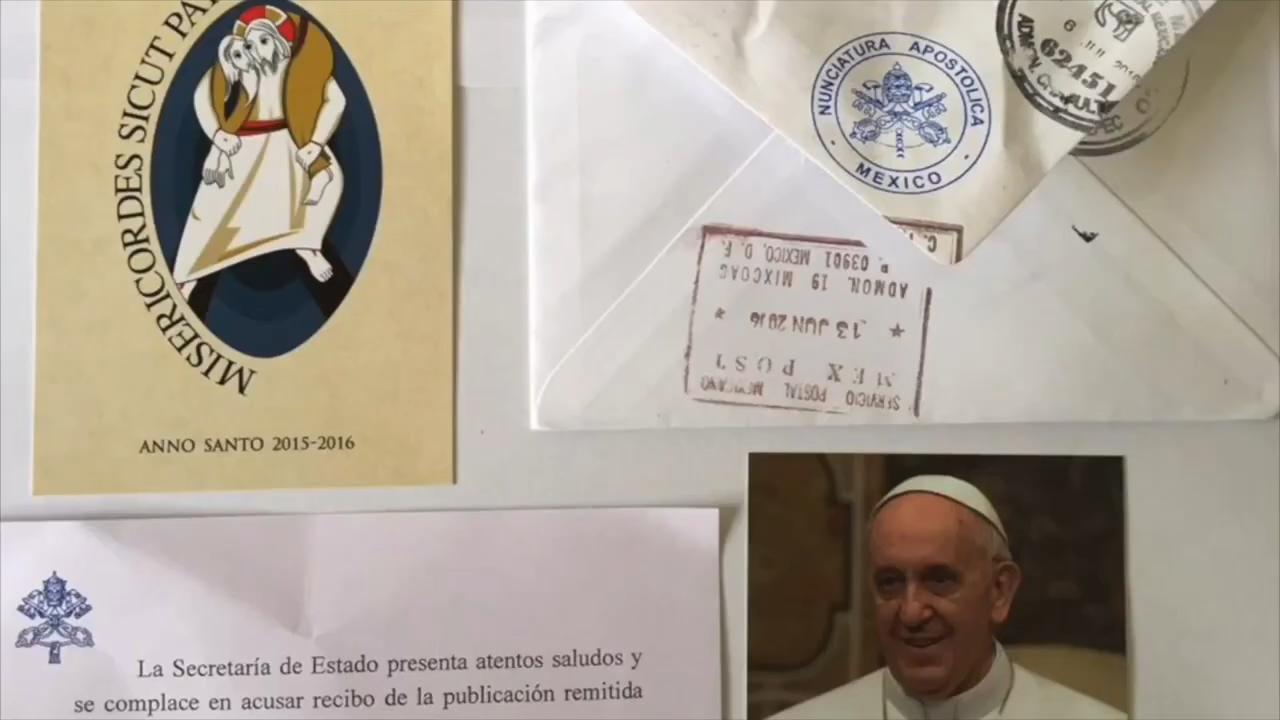 MISERICORDES SICUT PA
ANNO SANTO 2015-2016
NUNCIATURA APOSTOLICA
MEXICO
62451
SERVICIO POSTAL MEXICANO
MEX POST
★ 13 JUN 2016 ★
ADMON. 19 MIXCOAC
P. 03901 MEXICO, D. F.
La Secretaría de Estado presenta atentos saludos y
se complace en acusar recibo de la publicación remitida